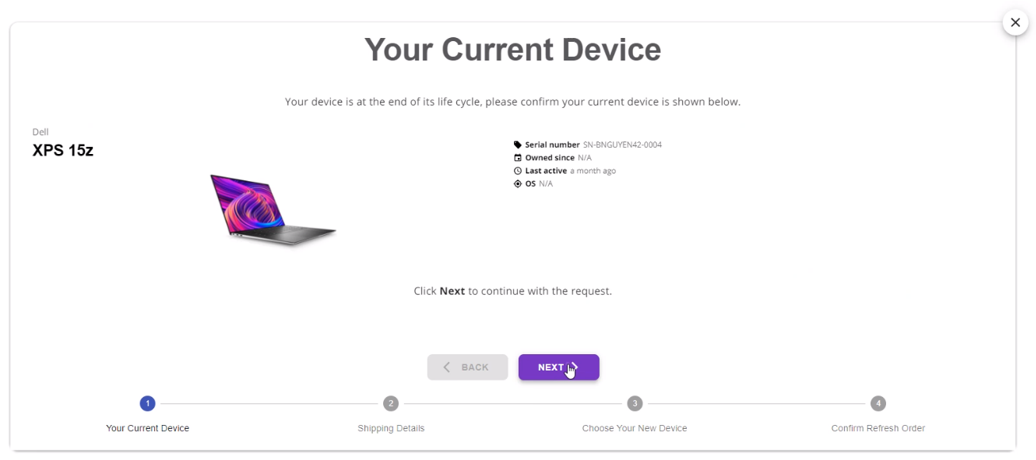 Your Current Device
Your device is at the end of its life cycle, please confirm your current device is shown below.
Dell
XPS 15z
Serial number SN-BNGUYEN42-0004
Owned since N/A
Last active a month ago
OS N/A
Click Next to continue with the request.
BACK
NEXT
1
2
3
4
Your Current Device
Shipping Details
Choose Your New Device
Confirm Refresh Order